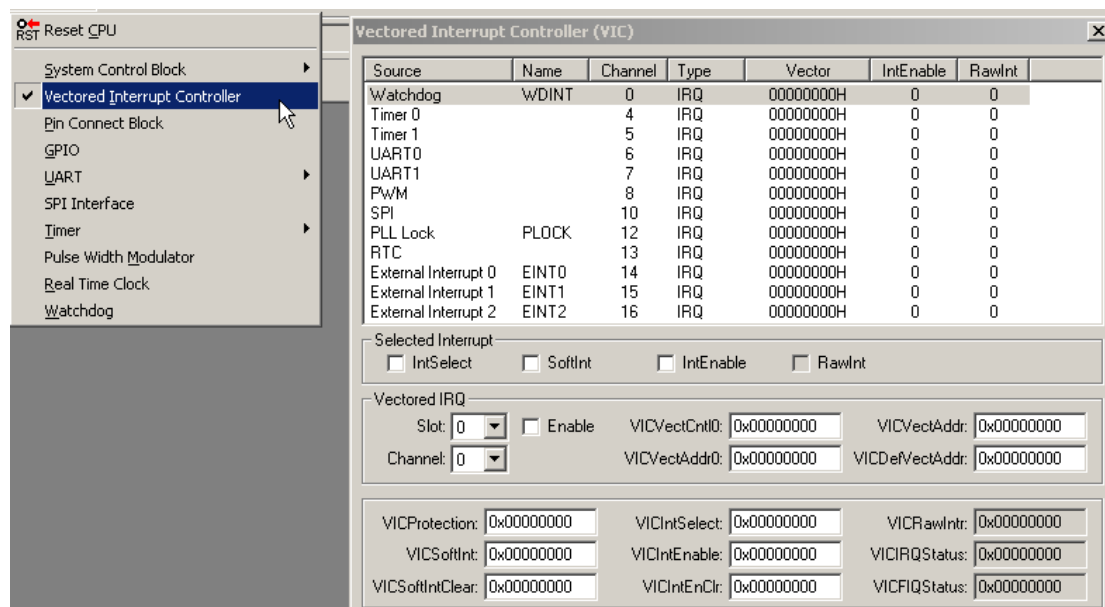 RST Reset CPU
System Control Block
Vectored Interrupt Controller
Pin Connect Block
GPIO
UART
SPI Interface
Timer
Pulse Width Modulator
Real Time Clock
Watchdog
Vectored Interrupt Controller (VIC)
Source Name Channel Type Vector IntEnable RawInt
Watchdog WDINT 0 IRQ 00000000H 0 0
Timer 0 4 IRQ 00000000H 0 0
Timer 1 5 IRQ 00000000H 0 0
UART0 6 IRQ 00000000H 0 0
UART1 7 IRQ 00000000H 0 0
PWM 8 IRQ 00000000H 0 0
SPI 10 IRQ 00000000H 0 0
PLL Lock PLOCK 12 IRQ 00000000H 0 0
RTC 13 IRQ 00000000H 0 0
External Interrupt 0 EINT0 14 IRQ 00000000H 0 0
External Interrupt 1 EINT1 15 IRQ 00000000H 0 0
External Interrupt 2 EINT2 16 IRQ 00000000H 0 0
Selected Interrupt
IntSelect SoftInt IntEnable RawInt
Vectored IRQ
Slot: 0 Enable VICVectCntl0: 0x00000000 VICVectAddr: 0x00000000
Channel: 0 VICVectAddr0: 0x00000000 VICDefVectAddr: 0x00000000
VICProtection: 0x00000000 VICIntSelect: 0x00000000 VICRawIntr: 0x00000000
VICSoftInt: 0x00000000 VICIntEnable: 0x00000000 VICIRQStatus: 0x00000000
VICSoftIntClear: 0x00000000 VICIntEnClr: 0x00000000 VICFIQStatus: 0x00000000